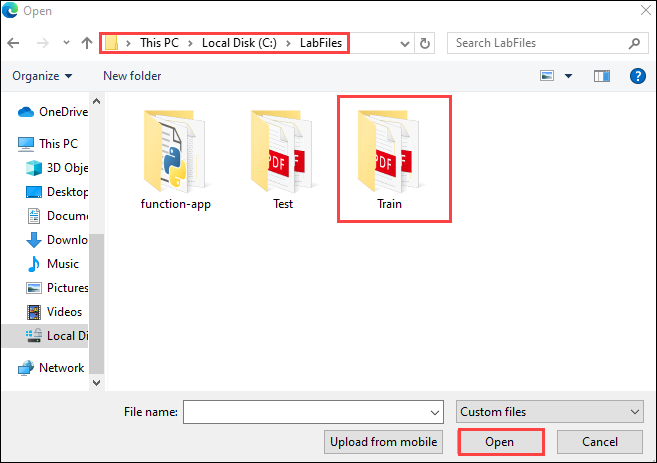 Open
This PC > Local Disk (C:) > LabFiles
Search LabFiles
Organize
New folder
?
OneDrive
This PC
3D Obje
Desktop
Docume
Downlo
Music
Pictures
Videos
Local Di
Network
function-app
PDF
Test
PDF
Train
File name:
Custom files
Upload from mobile
Open
Cancel